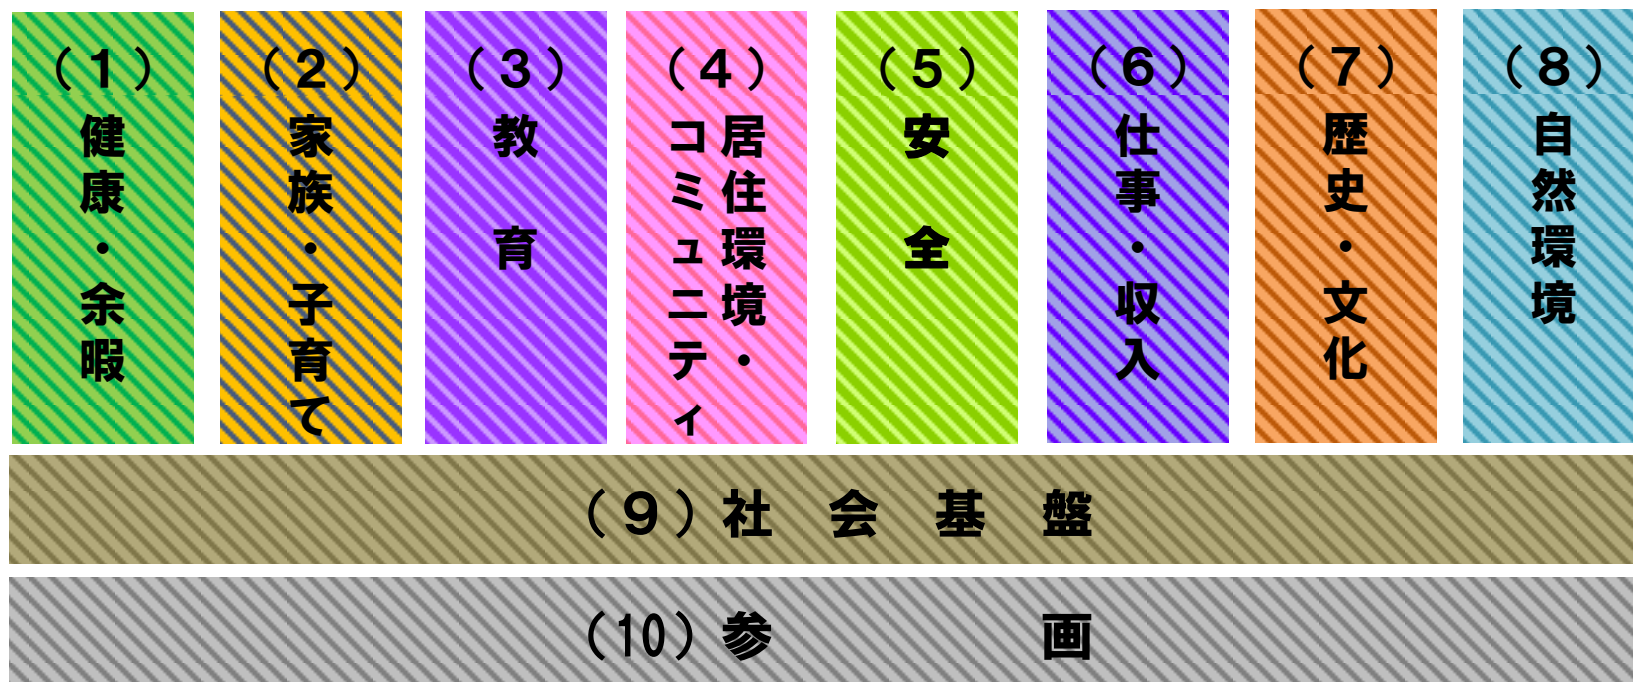 （１）
健康・余暇
（２）
家族・子育て
（３）
教　育
（４）
居住環境・
コミュニティ
（５）
安　全
（６）
仕事・収入
（７）
歴史・文化
（８）
自然環境
（９）社　会　基　盤
（10）参　　　　　画